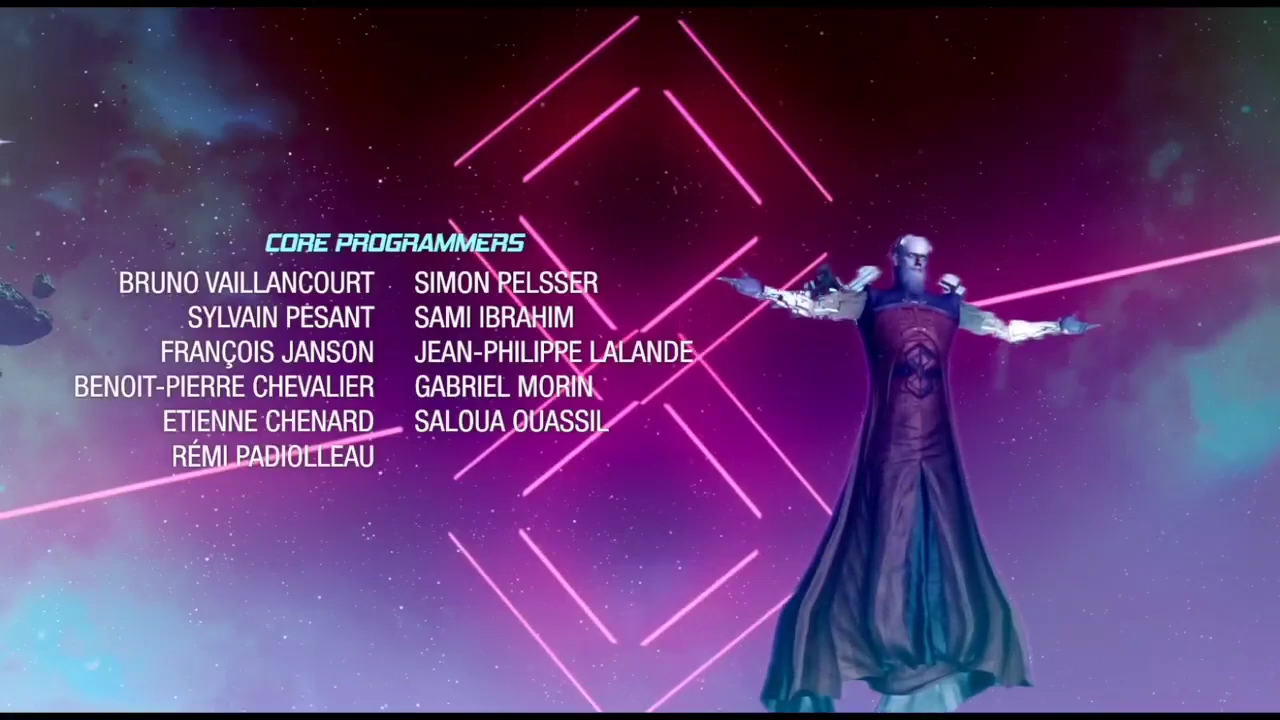 CORE PROGRAMMERS
BRUNO VAILLANCOURT SIMON PELSSER
SYLVAIN PESANT SAMI IBRAHIM
FRANÇOIS JANSON JEAN-PHILIPPE LALANDE
BENOIT-PIERRE CHEVALIER GABRIEL MORIN
ETIENNE CHENARD SALOUA OUASSIL
RÉMI PADIOLLEAU